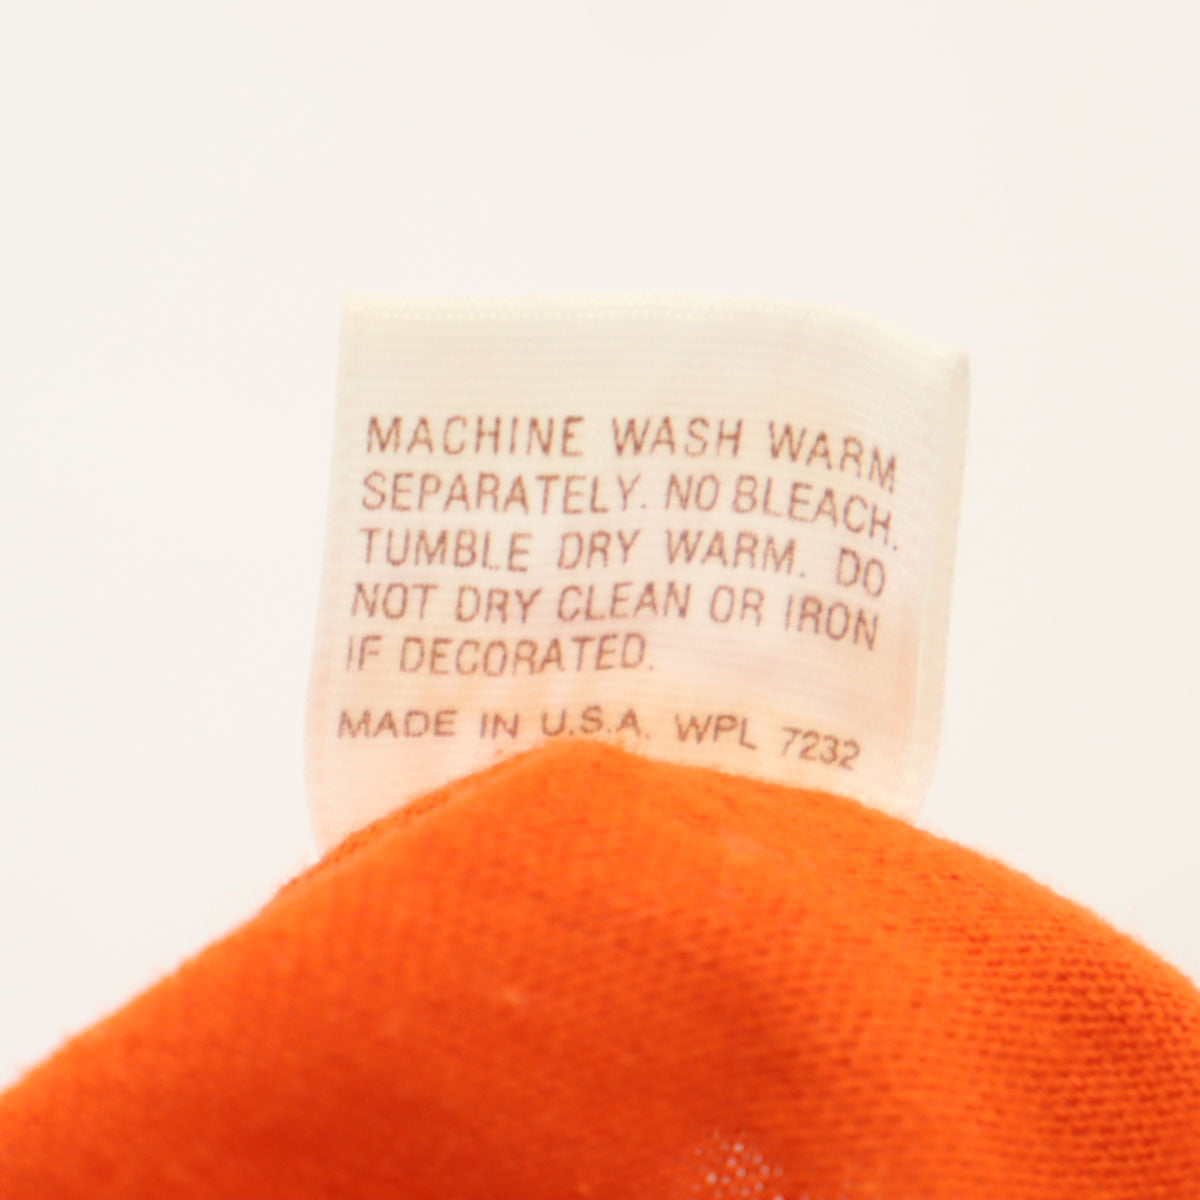 MACHINE WASH WARM
SEPARATELY. NO BLEACH.
TUMBLE DRY WARM. DO
NOT DRY CLEAN OR IRON
IF DECORATED.
MADE IN U.S.A. WPL 7232